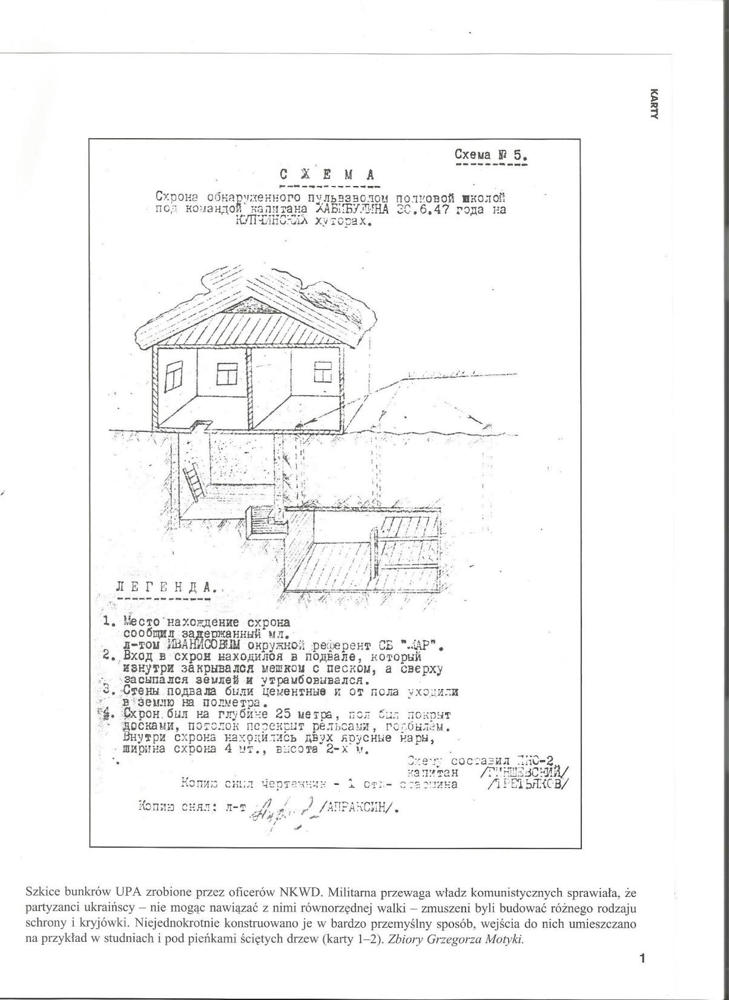 KARTY
Схема № 5.
С Х Е М А
Схрона обнаруженного пульвзводом полковой школой
под командой капитана ХАБИБУЛИНА 30.6.47 года на
КУПЧИНСКИХ хуторах.
Л Е Г Е Н Д А.
1. Место нахождение схрона
сообщил задержанный мл.
л-том ИВАНИСОВЫМ окружной референт СБ
2. Вход в схрон находился в подвале, который
изнутри закрывался мешком с песком, а сверху
засыпался землей и утрамбовывался.
3. Стены подвала были цементные и от пола уходили
в землю на полметра.
4. Схрон был на глубине 25 метра, пол был покрыт
досками, потолок перекрыт рельсами, горбылем.
Внутри схрона находились двух ярусные нары,
ширина схрона 4 мт., высота 2-х м.
Схему составил ПНО-2
капитан /ГРИШЕВСКИЙ/
Копию снял чертежник - 1 ст. старшина /ТРЕТЬЯКОВ/
Копию снял: л-т /АПРАКСИН/.
Szkice bunkrów UPA zrobione przez oficerów NKWD. Militarna przewaga władz komunistycznych sprawiała, że
partyzanci ukraińscy – nie mogąc nawiązać z nimi równorzędnej walki – zmuszeni byli budować różnego rodzaju
schrony i kryjówki. Niejednokrotnie konstruowano je w bardzo przemyślny sposób, wejścia do nich umieszczano
na przykład w studniach i pod pieńkami ściętych drzew (karty 1–2). Zbiory Grzegorza Motyki.
1